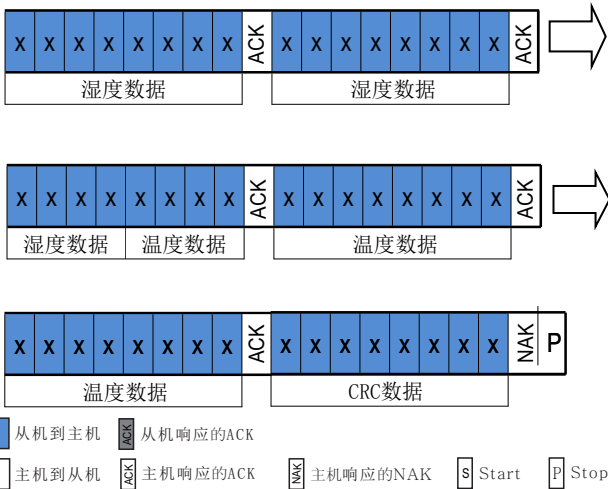 X X X X X X X X ACK X X X X X X X X ACK
湿度数据 湿度数据
X X X X X X X X ACK X X X X X X X X ACK
湿度数据 温度数据 温度数据
X X X X X X X X ACK X X X X X X X X NAK P
温度数据 CRC数据
从机到主机 ACK 从机响应的ACK
主机到从机 ACK 主机响应的ACK NAK 主机响应的NAK S Start P Stop